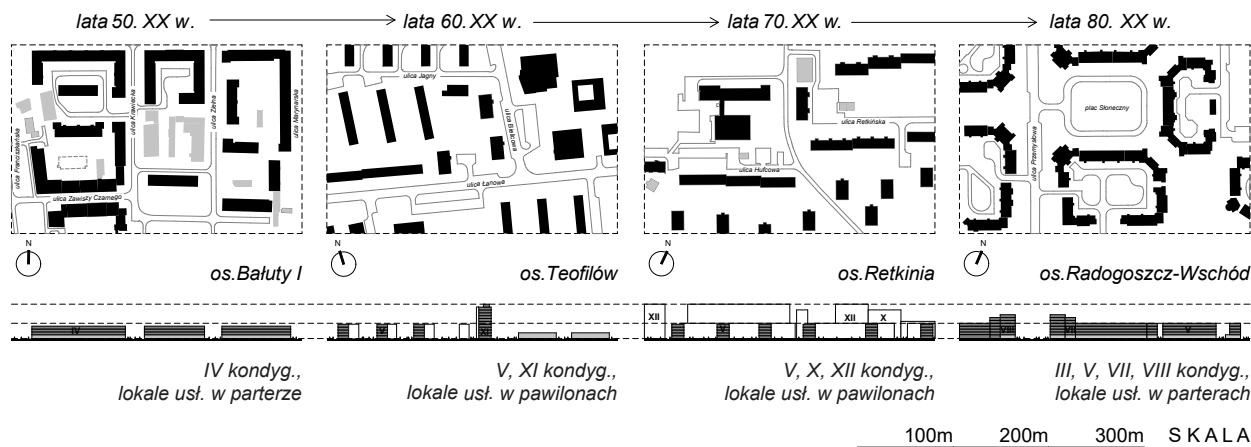 lata 50. XX w.
lata 60. XX w.
lata 70. XX w.
lata 80. XX w.
ulica Franciszkańska
ulica Krawiecka
ulica Zielna
ulica Marynarska
ulica Zawiszy Czarnego
ulica Jagny
ulica Bielicowa
ulica Łanowa
ulica Retkińska
ulica Hufcowa
plac Słoneczny
ulica Przemysłowa
N
N
N
N
os.Bałuty I
os.Teofilów
os.Retkinia
os.Radogoszcz-Wschód
IV
V
XI
XII
V
XII
X
VIII
VII
V
IV kondyg.,
lokale usł. w parterze
V, XI kondyg.,
lokale usł. w pawilonach
V, X, XII kondyg.,
lokale usł. w pawilonach
III, V, VII, VIII kondyg.,
lokale usł. w parterach
100m 200m 300m SKALA